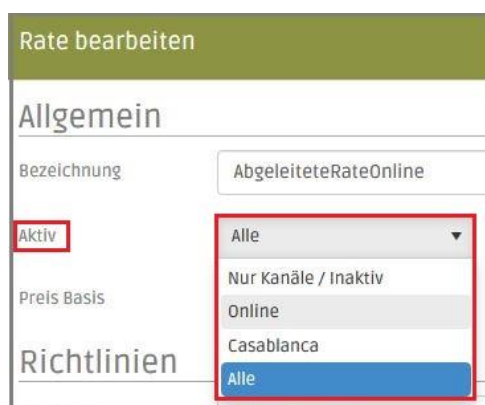 Rate bearbeiten
Allgemein
Bezeichnung AbgeleiteteRateOnline
Aktiv Alle
Nur Kanäle / Inaktiv
Preis Basis
Online
Casablanca
Richtlinien
Alle